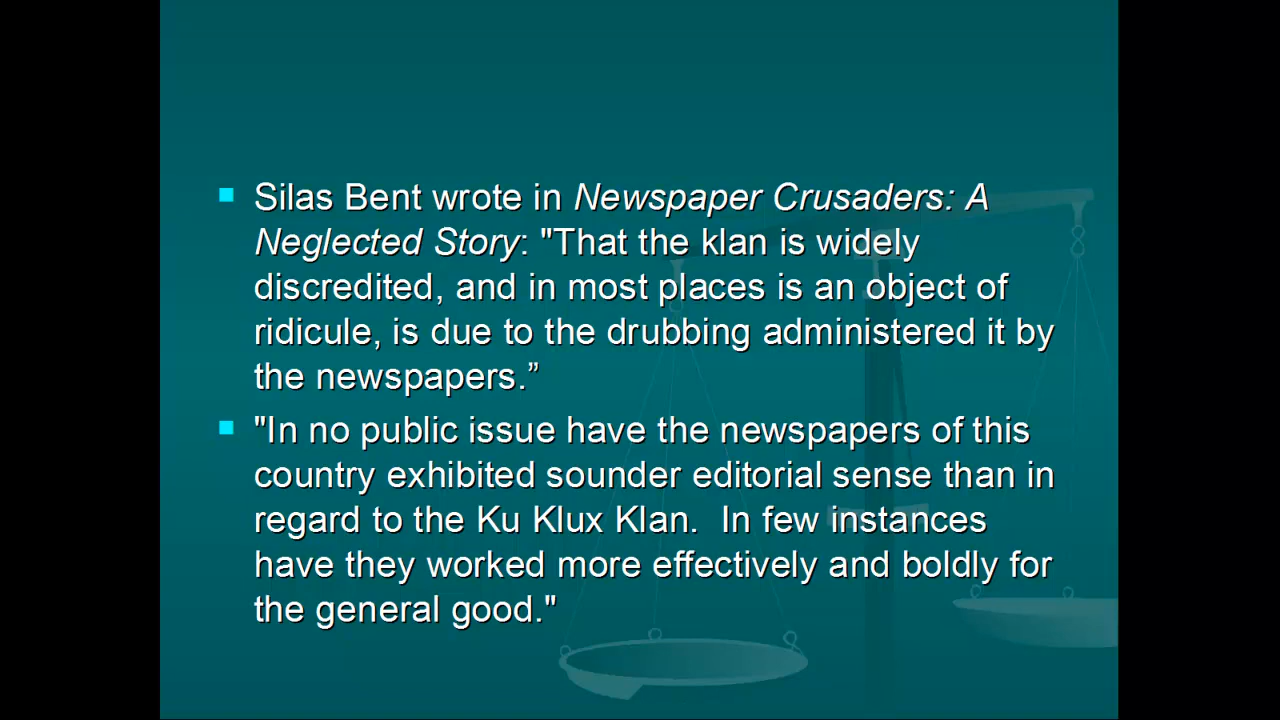 Silas Bent wrote in Newspaper Crusaders: A
Neglected Story: "That the klan is widely
discredited, and in most places is an object of
ridicule, is due to the drubbing administered it by
the newspapers.”
"In no public issue have the newspapers of this
country exhibited sounder editorial sense than in
regard to the Ku Klux Klan.  In few instances
have they worked more effectively and boldly for
the general good."